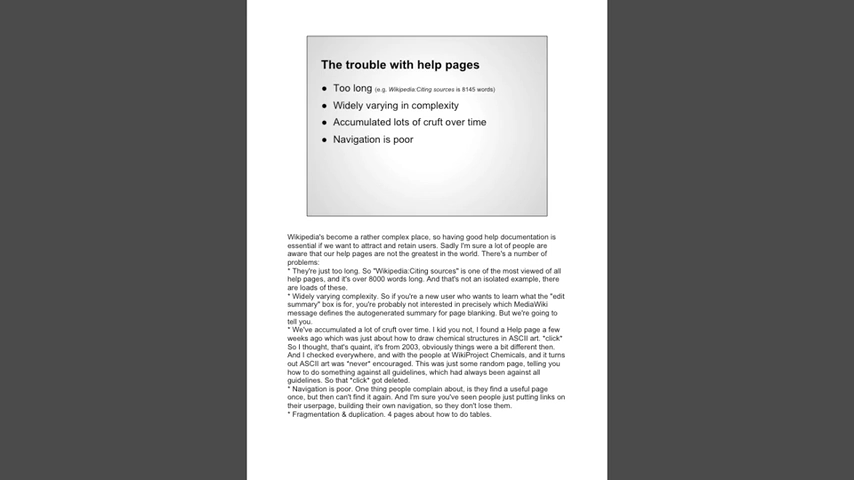 The trouble with help pages
● Too long (e.g. Wikipedia:Citing sources is 8145 words)
● Widely varying in complexity
● Accumulated lots of cruft over time
● Navigation is poor
Wikipedia's become a rather complex place, so having good help documentation is
essential if we want to attract and retain users. Sadly I'm sure a lot of people are
aware that our help pages are not the greatest in the world. There's a number of
problems:
* They're just too long. So "Wikipedia:Citing sources" is one of the most viewed of all
help pages, and it's over 8000 words long. And that's not an isolated example, there
are loads of these.
* Widely varying complexity. So if you're a new user who wants to learn what the "edit
summary" box is for, you're probably not interested in precisely which MediaWiki
message defines the autogenerated summary for page blanking. But we're going to
tell you.
* We've accumulated a lot of cruft over time. I kid you not, I found a Help page a few
weeks ago which was just about how to draw chemical structures in ASCII art. *click*
So I thought, that's quaint, it's from 2003, obviously things were a bit different then.
And I checked everywhere, and with the people at WikiProject Chemicals, and it turns
out ASCII art was *never* encouraged. This was just some random page, telling you
how to do something against all guidelines, which had always been against all
guidelines. So that *click* got deleted.
* Navigation is poor. One thing people complain about, is they find a useful page
once, but then can't find it again. And I'm sure you've seen people just putting links on
their userpage, building their own navigation, so they don't lose them.
* Fragmentation & duplication. 4 pages about how to do tables.